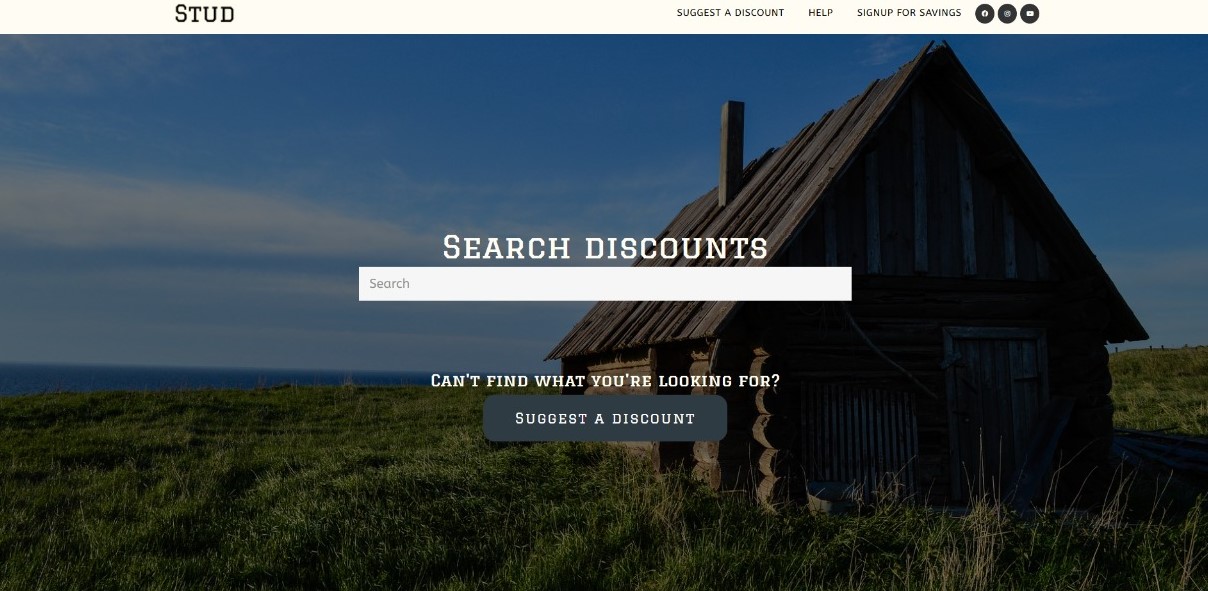 Stud
SUGGEST A DISCOUNT HELP SIGNUP FOR SAVINGS
Search discounts
Search
Can't find what you're looking for?
Suggest a discount